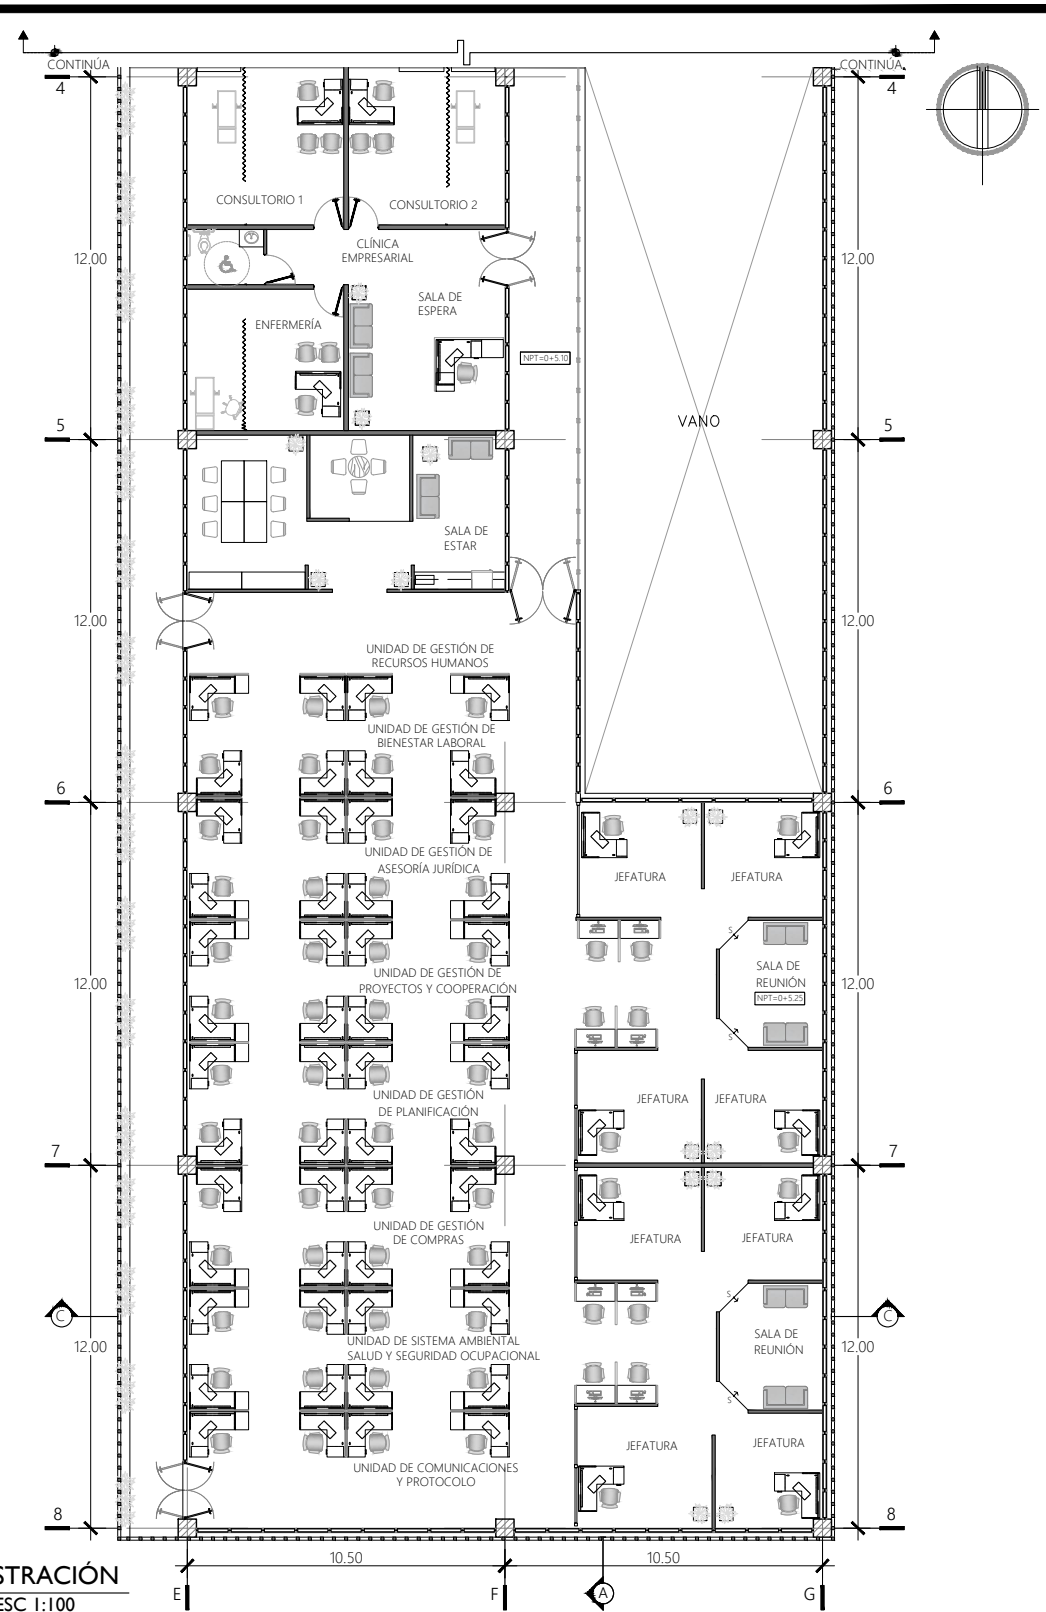 CONTINÚA
CONTINÚA
4
4
CONSULTORIO 1
CONSULTORIO 2
CLÍNICA
EMPRESARIAL
12.00
12.00
SALA DE
ESPERA
ENFERMERÍA
NPT=0+5.10
VANO
5
5
SALA DE
ESTAR
12.00
12.00
UNIDAD DE GESTIÓN DE
RECURSOS HUMANOS
UNIDAD DE GESTIÓN DE
BIENESTAR LABORAL
6
6
UNIDAD DE GESTIÓN DE
ASESORÍA JURÍDICA
JEFATURA
JEFATURA
S
SALA DE
REUNIÓN
NPT=0+5.25
S
UNIDAD DE GESTIÓN DE
PROYECTOS Y COOPERACIÓN
12.00
12.00
UNIDAD DE GESTIÓN
DE PLANIFICACIÓN
JEFATURA
JEFATURA
7
7
UNIDAD DE GESTIÓN
DE COMPRAS
JEFATURA
JEFATURA
S
C
C
SALA DE
REUNIÓN
S
UNIDAD DE SISTEMA AMBIENTAL
SALUD Y SEGURIDAD OCUPACIONAL
12.00
12.00
JEFATURA
JEFATURA
UNIDAD DE COMUNICACIONES
Y PROTOCOLO
8
8
10.50
10.50
STRACIÓN
ESC 1:100
E
F
A
G